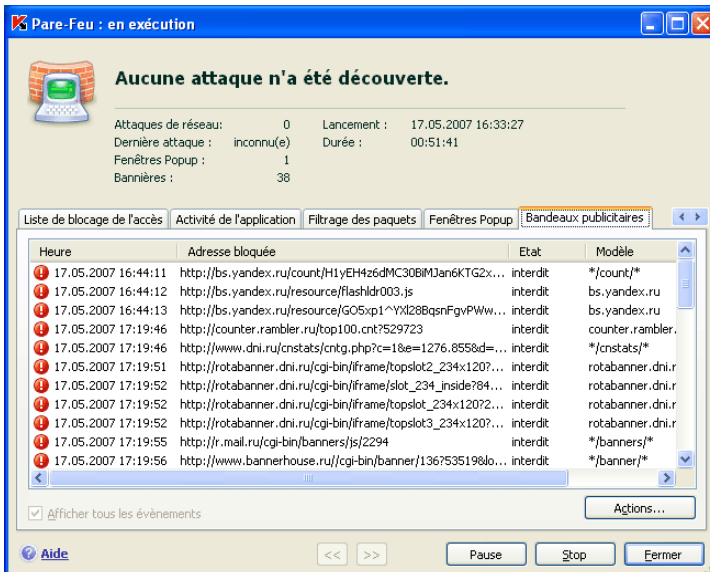 Pare-Feu : en exécution
Aucune attaque n'a été découverte.
Attaques de réseau: 0 Lancement : 17.05.2007 16:33:27
Dernière attaque : inconnu(e) Durée : 00:51:41
Fenêtres Popup : 1
Bannières : 38
Liste de blocage de l'accès Activité de l'application Filtrage des paquets Fenêtres Popup Bandeaux publicitaires
Heure Adresse bloquée Etat Modèle
17.05.2007 16:44:11 http://bs.yandex.ru/count/H1yEH4z6dMC30BiMJan6KTG2x... interdit */count/*
17.05.2007 16:44:12 http://bs.yandex.ru/resource/flashldr003.js interdit bs.yandex.ru
17.05.2007 16:44:13 http://bs.yandex.ru/resource/GO5xp1^YXl28BqsnFgvPWw... interdit bs.yandex.ru
17.05.2007 17:19:46 http://counter.rambler.ru/top100.cnt?529723 interdit counter.rambler.
17.05.2007 17:19:46 http://www.dni.ru/cnstats/cntg.php?c=1&e=1276.855&d=... interdit */cnstats/*
17.05.2007 17:19:51 http://rotabanner.dni.ru/cgi-bin/iframe/topslot2_234x120?... interdit rotabanner.dni.r
17.05.2007 17:19:52 http://rotabanner.dni.ru/cgi-bin/iframe/slot_234_inside?84... interdit rotabanner.dni.r
17.05.2007 17:19:52 http://rotabanner.dni.ru/cgi-bin/iframe/topslot_234x120?2... interdit rotabanner.dni.r
17.05.2007 17:19:52 http://rotabanner.dni.ru/cgi-bin/iframe/topslot3_234x120?... interdit rotabanner.dni.r
17.05.2007 17:19:55 http://r.mail.ru/cgi-bin/banners/js/2294 interdit */banners/*
17.05.2007 17:19:56 http://www.bannerhouse.ru//cgi-bin/banner/136?53519&lo... interdit */banner/*
Afficher tous les évènements Actions...
Aide << >> Pause Stop Fermer